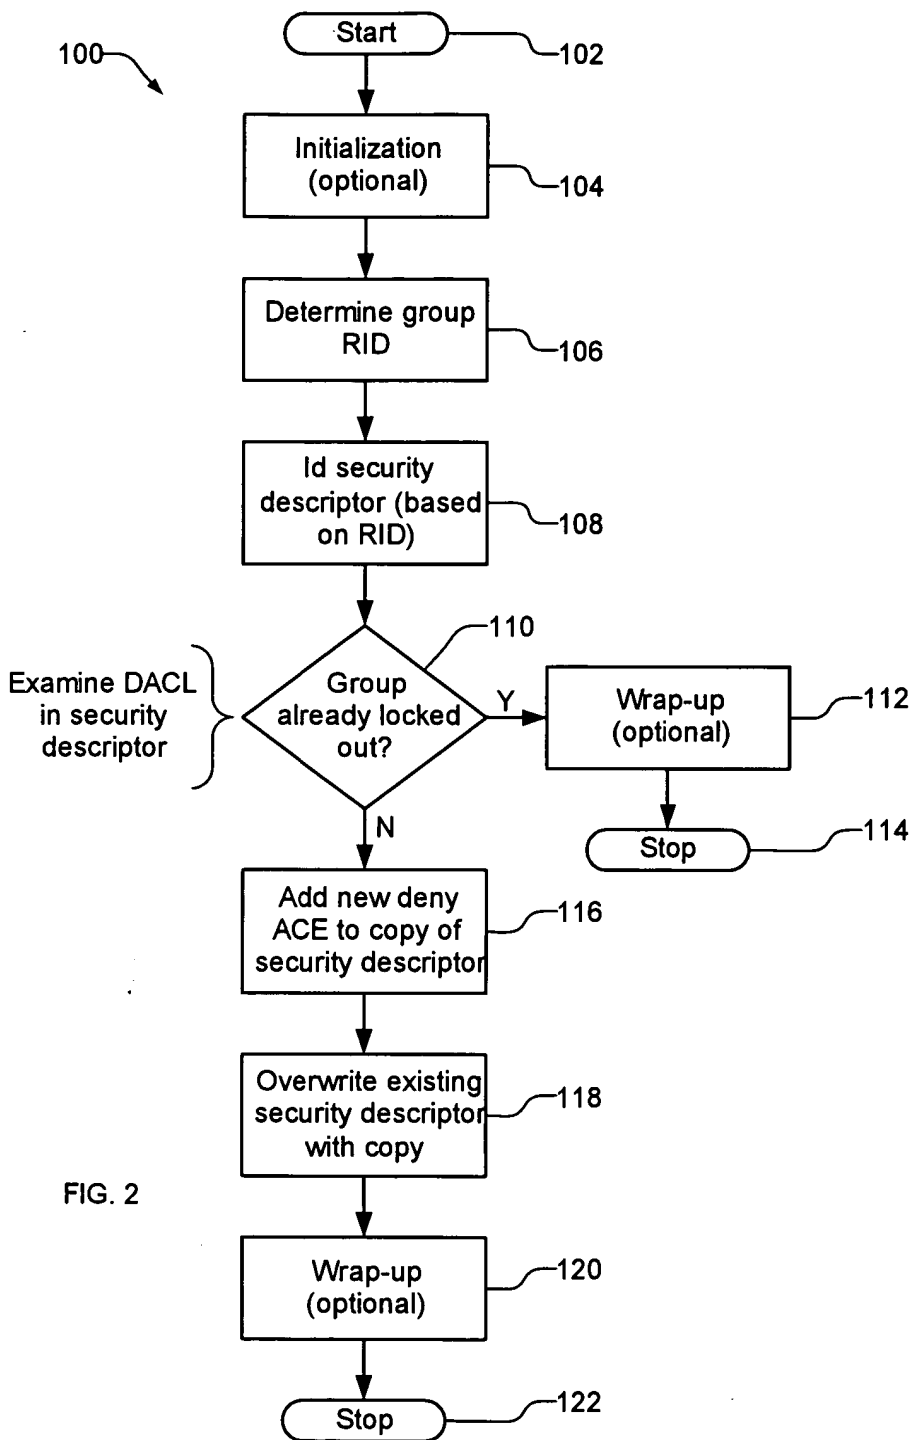 Start
102
100
Initialization
(optional)
104
Determine group
RID
106
Id security
descriptor (based
on RID)
108
110
Examine DACL
in security
descriptor
Group
already locked
out?
Y
Wrap-up
(optional)
112
N
Stop
114
Add new deny
ACE to copy of
security descriptor
116
Overwrite existing
security descriptor
with copy
118
FIG. 2
Wrap-up
(optional)
120
Stop
122